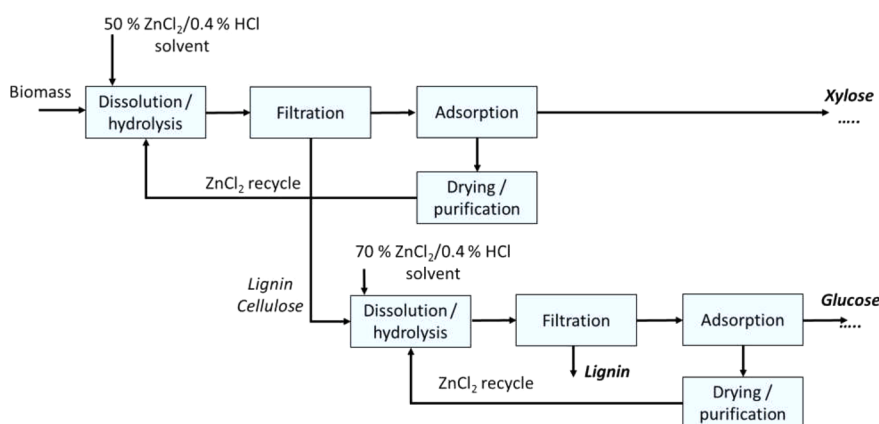 50 % ZnCl₂/0.4 % HCl
solvent
Biomass
Dissolution /
hydrolysis
Filtration
Adsorption
Xylose
.....
ZnCl₂ recycle
Drying /
purification
70 % ZnCl₂/0.4 % HCl
solvent
Lignin
Cellulose
Dissolution /
hydrolysis
Filtration
Adsorption
Glucose
.....
Lignin
ZnCl₂ recycle
Drying /
purification